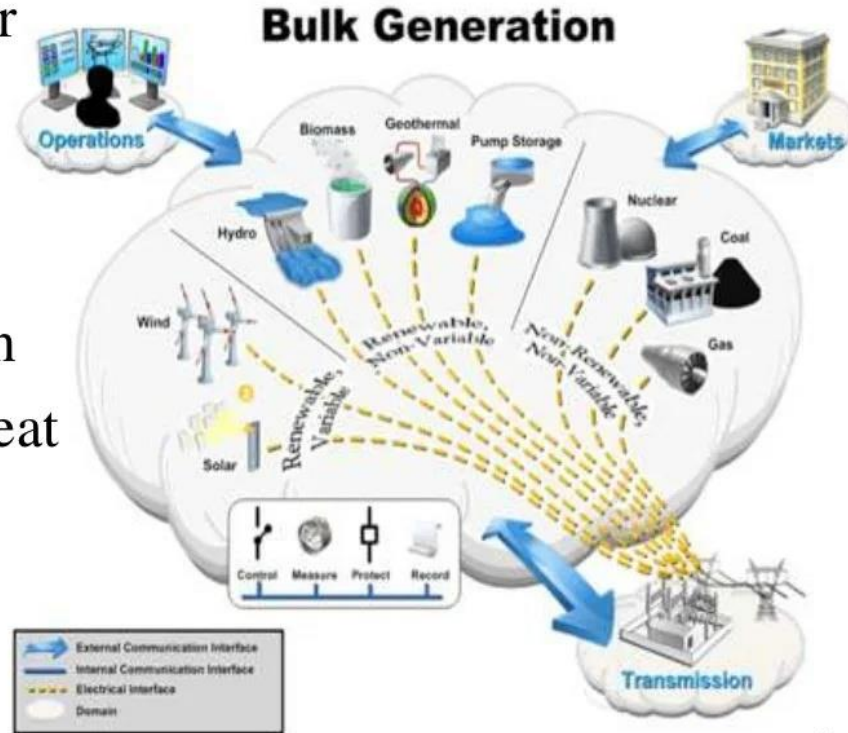 Bulk Generation
r
Operations
Markets
Biomass
Geothermal
Pump Storage
Hydro
Nuclear
Coal
Wind
Gas
Renewable,
Non-Variable
Non-Renewable,
Non-Variable
Renewable,
Variable
Solar
n
eat
Control Measure Protect Record
External Communication Interface
Internal Communication Interface
Electrical Interface
Domain
Transmission